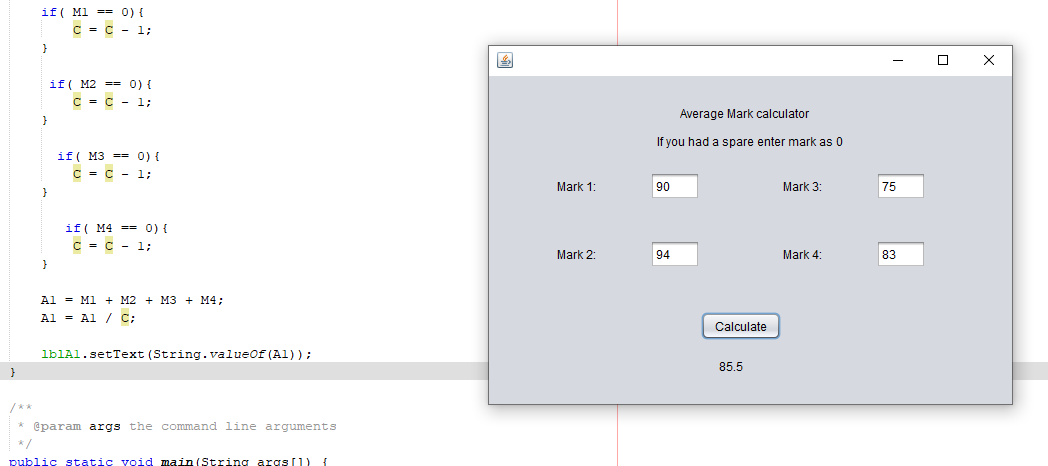 if( M1 == 0){
C = C - 1;
}
if( M2 == 0){
C = C - 1;
}
if( M3 == 0){
C = C - 1;
}
if( M4 == 0){
C = C - 1;
}
A1 = M1 + M2 + M3 + M4;
A1 = A1 / C;
lblA1.setText(String.valueOf(A1));
}
/**
* @param args the command line arguments
*/
public static void main(String args[]) {
Average Mark calculator
If you had a spare enter mark as 0
Mark 1: 90 Mark 3: 75
Mark 2: 94 Mark 4: 83
Calculate
85.5